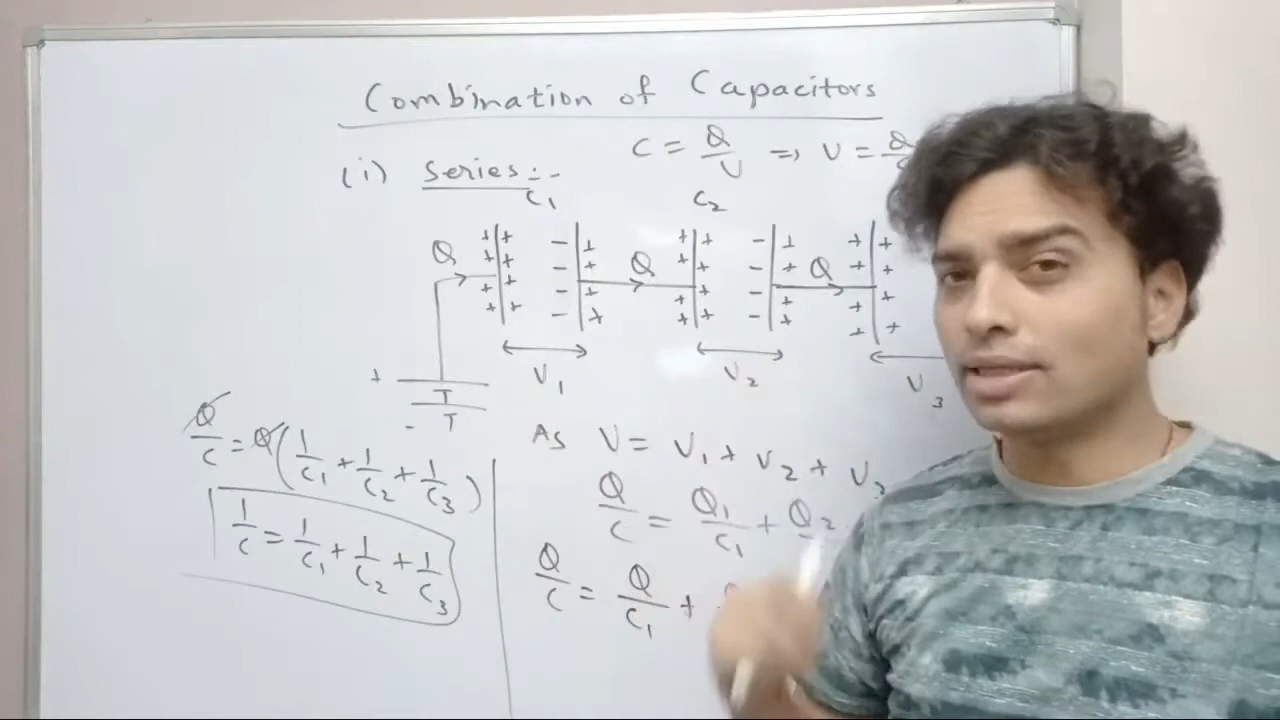 Combination of Capacitors
C = Q/V => V = Q
(i) Series:-
C1 C2
Q Q Q
+ + + + + + + + - - - - + + + + + + + + + + + + - - - - + + + + + + + + + + + +
V1 V2 V3
+
-
As V = V1 + V2 + V3
Q/C = Q1/C1 + Q2
Q/C = Q/C1 +
Q/C = Q(1/C1 + 1/C2 + 1/C3)
1/C = 1/C1 + 1/C2 + 1/C3